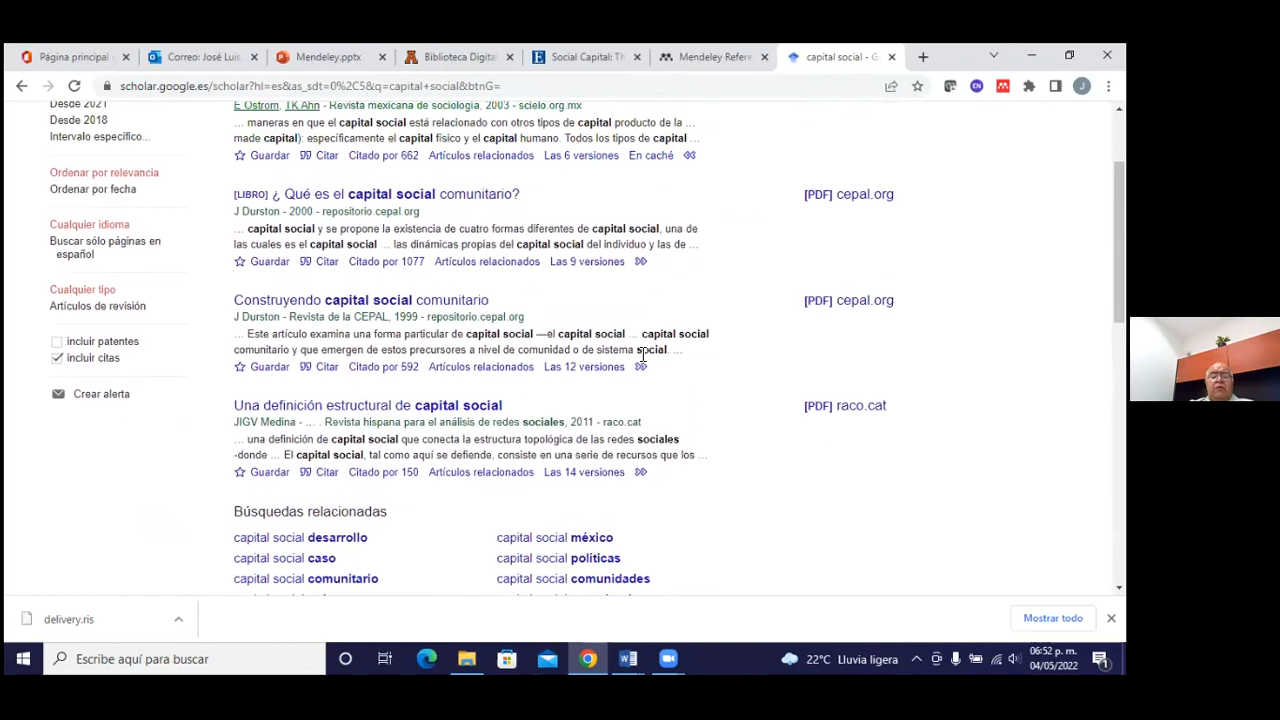 Página principal
Correo: José Luis
Mendeley.pptx
Biblioteca Digita
Social Capital: Th
Mendeley Refere
capital social - G
scholar.google.es/scholar?hl=es&as_sdt=0%2C5&q=capital+social&btnG=
Desde 2021
Desde 2018
Intervalo específico...
Ordenar por relevancia
Ordenar por fecha
Cualquier idioma
Buscar sólo páginas en
español
Cualquier tipo
Artículos de revisión
incluir patentes
incluir citas
Crear alerta
E Ostrom, TK Ahn - Revista mexicana de sociología, 2003 - scielo.org.mx
... maneras en que el capital social está relacionado con otros tipos de capital producto de la ...
made capital): específicamente el capital físico y el capital humano. Todos los tipos de capital ...
Guardar Citar Citado por 662 Artículos relacionados Las 6 versiones En caché
[LIBRO] ¿ Qué es el capital social comunitario?
[PDF] cepal.org
J Durston - 2000 - repositorio.cepal.org
... capital social y se propone la existencia de cuatro formas diferentes de capital social, una de
las cuales es el capital social ... las dinámicas propias del capital social del individuo y las de ...
Guardar Citar Citado por 1077 Artículos relacionados Las 9 versiones
Construyendo capital social comunitario
[PDF] cepal.org
J Durston - Revista de la CEPAL, 1999 - repositorio.cepal.org
... Este artículo examina una forma particular de capital social —el capital social ... capital social
comunitario y que emergen de estos precursores a nivel de comunidad o de sistema social. ...
Guardar Citar Citado por 592 Artículos relacionados Las 12 versiones
Una definición estructural de capital social
[PDF] raco.cat
JIGV Medina - ... . Revista hispana para el análisis de redes sociales, 2011 - raco.cat
... una definición de capital social que conecta la estructura topológica de las redes sociales
-donde ... El capital social, tal como aquí se defiende, consiste en una serie de recursos que los ...
Guardar Citar Citado por 150 Artículos relacionados Las 14 versiones
Búsquedas relacionadas
capital social desarrollo
capital social méxico
capital social caso
capital social políticas
capital social comunitario
capital social comunidades
delivery.ris
Mostrar todo
Escribe aquí para buscar
22°C Lluvia ligera
06:52 p. m.
04/05/2022